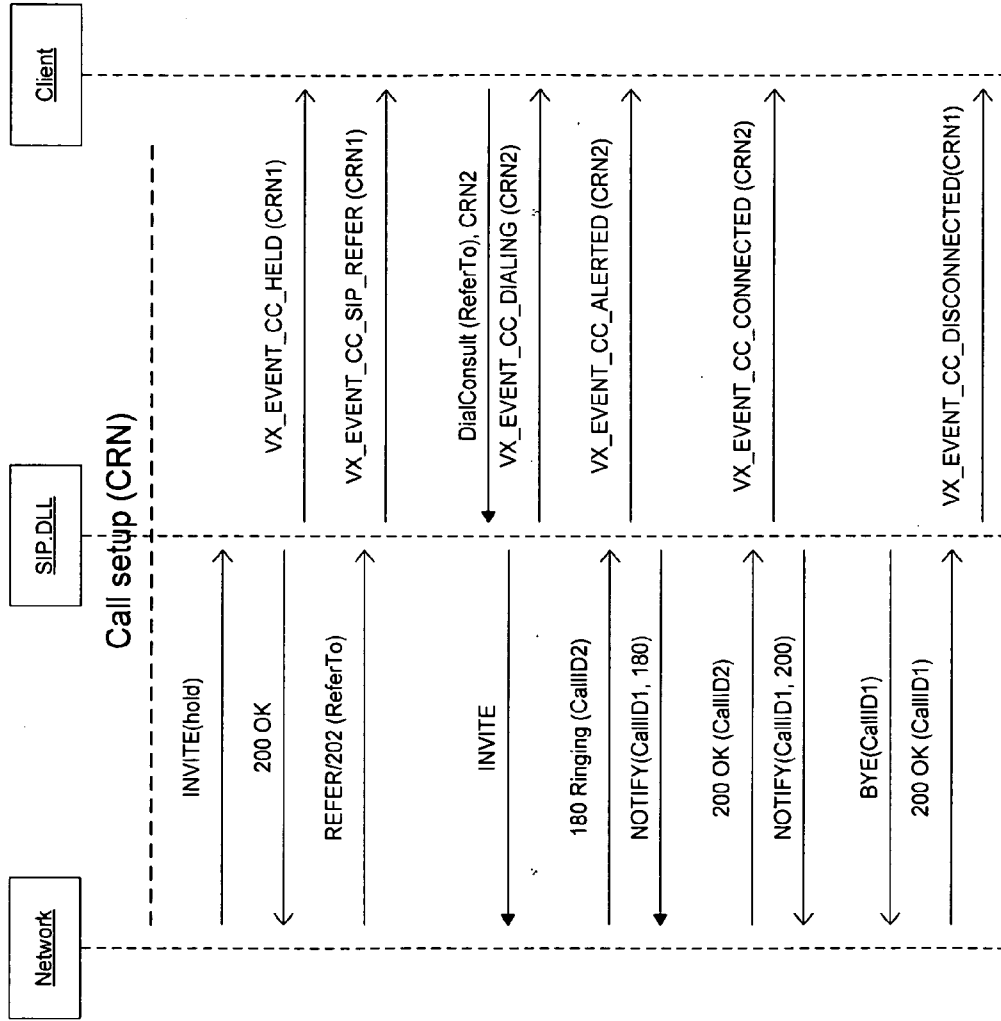 Network
SIP.DLL
Client
Call setup (CRN)
INVITE(hold)
200 OK
VX_EVENT_CC_HELD (CRN1)
REFER/202 (ReferTo)
VX_EVENT_CC_SIP_REFER (CRN1)
DialConsult (ReferTo), CRN2
INVITE
VX_EVENT_CC_DIALING (CRN2)
180 Ringing (CallID2)
VX_EVENT_CC_ALERTED (CRN2)
NOTIFY(CallID1, 180)
200 OK (CallID2)
VX_EVENT_CC_CONNECTED (CRN2)
NOTIFY(CallID1, 200)
BYE(CallID1)
200 OK (CallID1)
VX_EVENT_CC_DISCONNECTED(CRN1)